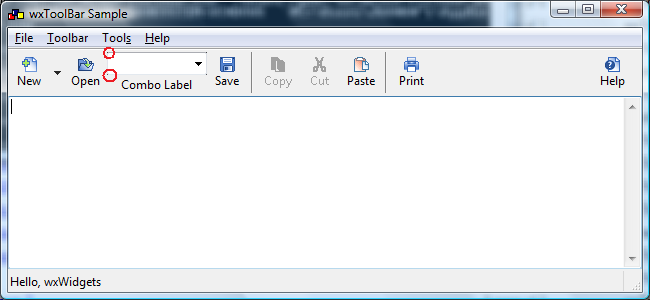 wxToolBar Sample
File Toolbar Tools Help
New Open Combo Label Save Copy Cut Paste Print Help
Hello, wxWidgets